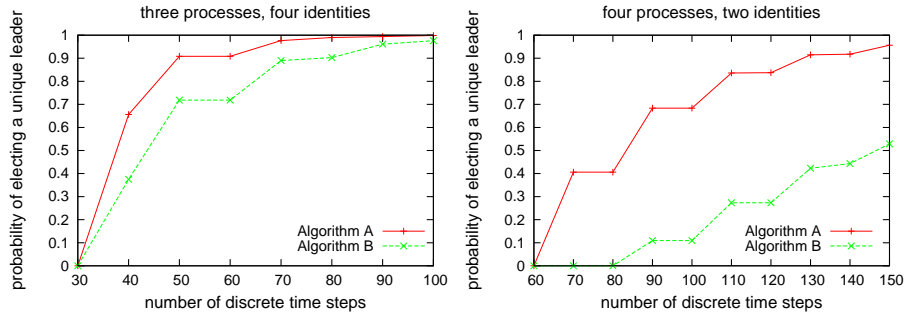 three processes, four identities
probability of electing a unique leader
1
0.9
0.8
0.7
0.6
0.5
0.4
0.3
0.2
0.1
0
Algorithm A
Algorithm B
30 40 50 60 70 80 90 100
number of discrete time steps
four processes, two identities
probability of electing a unique leader
1
0.9
0.8
0.7
0.6
0.5
0.4
0.3
0.2
0.1
0
Algorithm A
Algorithm B
60 70 80 90 100 110 120 130 140 150
number of discrete time steps